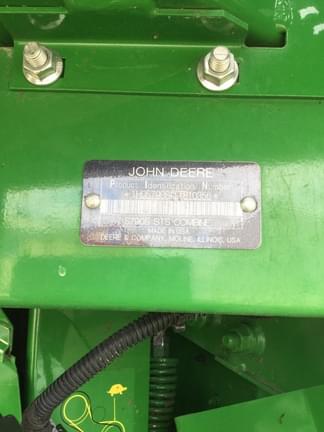 JOHN DEERE
Product Identification Number
STS COMBINE
MADE IN USA
DEERE & COMPANY, MOLINE, ILLINOIS, USA